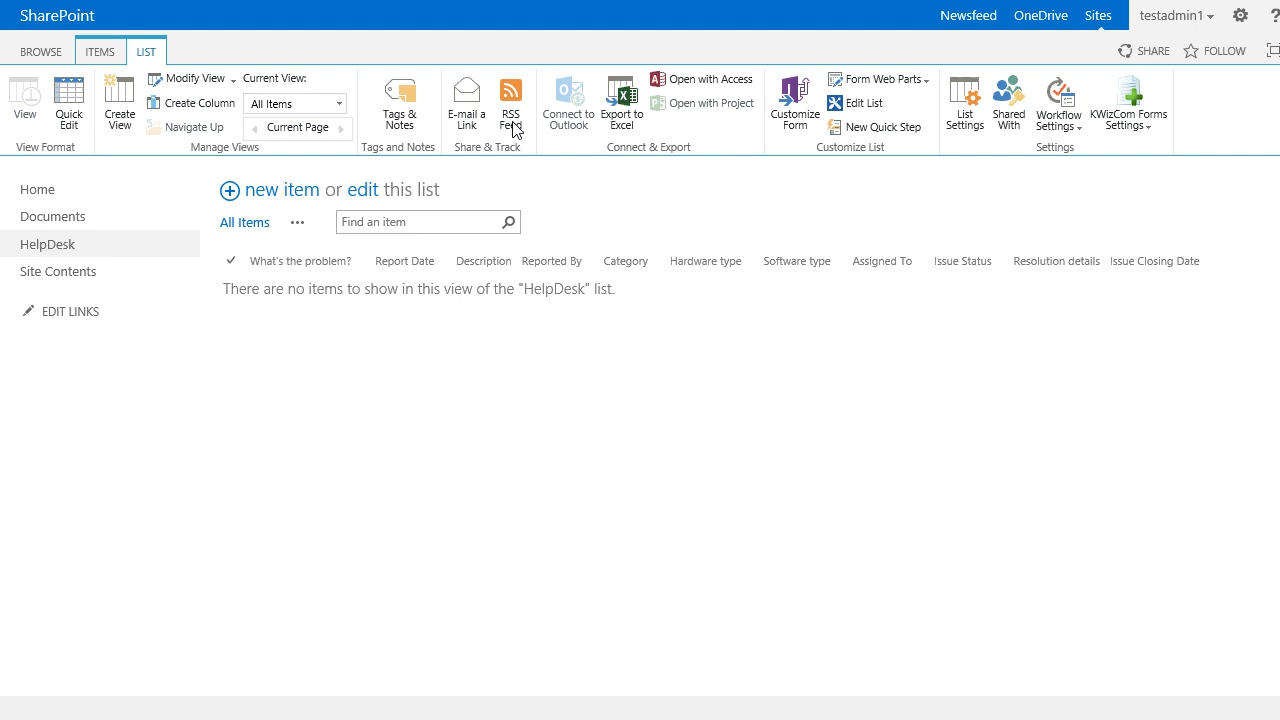 SharePoint
Newsfeed OneDrive Sites testadmin1 ?
BROWSE ITEMS LIST SHARE FOLLOW
View
Quick Edit
View Format
Create View
Modify View
Create Column
Navigate Up
Current View:
All Items
Current Page
Manage Views
Tags & Notes
Tags and Notes
E-mail a Link
RSS Feed
Share & Track
Connect to Outlook
Export to Excel
Open with Access
Open with Project
Connect & Export
Customize Form
Form Web Parts
Edit List
New Quick Step
Customize List
List Settings
Shared With
Workflow Settings
KWizCom Forms Settings
Settings
Home
Documents
HelpDesk
Site Contents
EDIT LINKS
new item or edit this list
All Items ••• Find an item
What's the problem? Report Date Description Reported By Category Hardware type Software type Assigned To Issue Status Resolution details Issue Closing Date
There are no items to show in this view of the "HelpDesk" list.